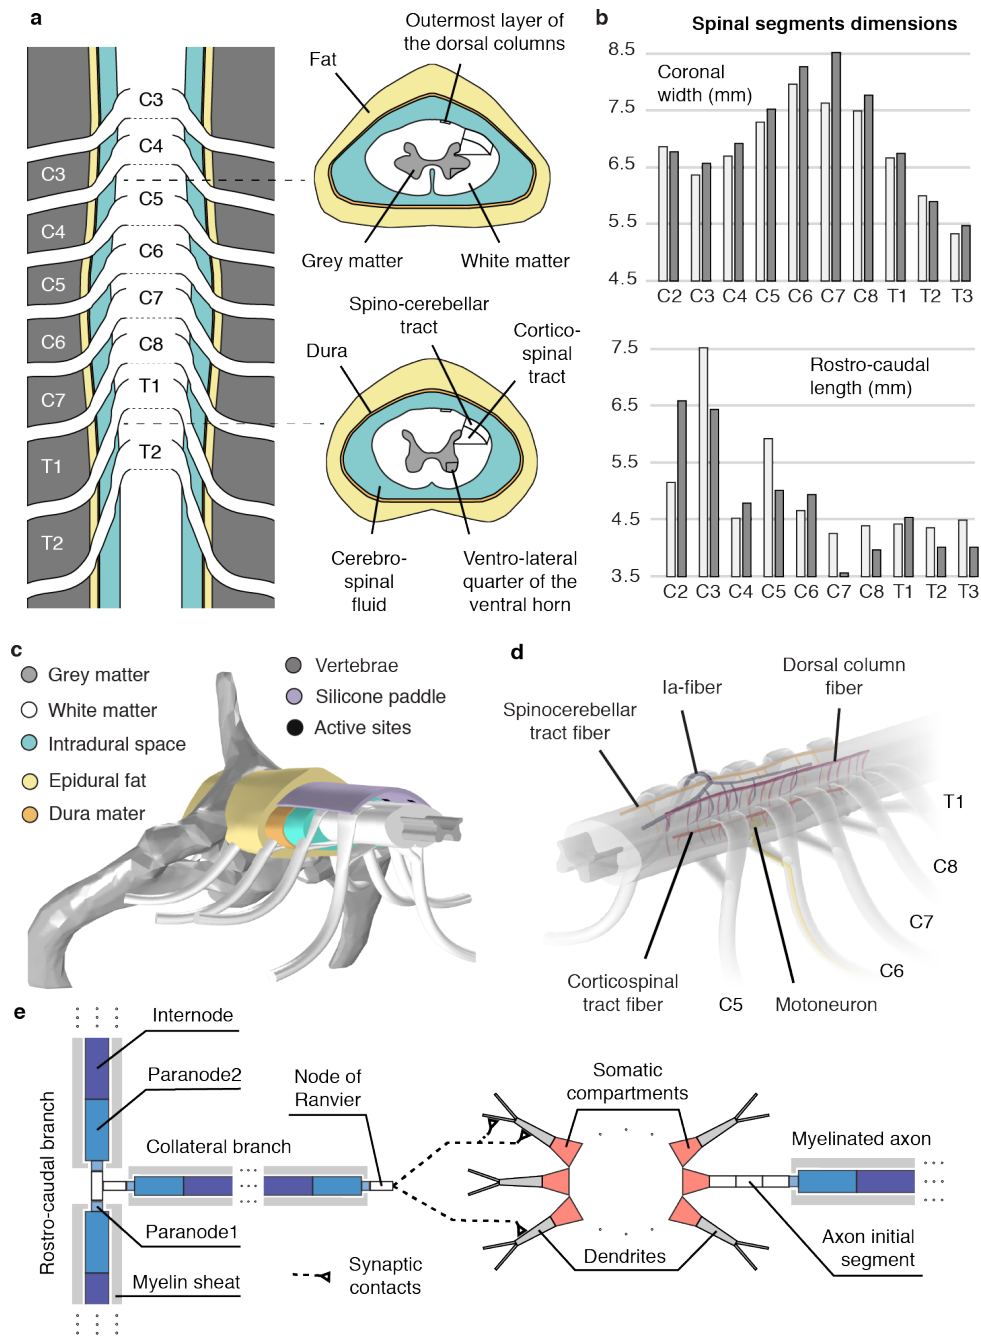 a
C3
C4
C5
C6
C7
C8
T1
T2
C3
C4
C5
C6
C7
T1
T2
Outermost layer of
the dorsal columns
Fat
Grey matter
White matter
Spino-cerebellar
tract
Cortico-
spinal
tract
Dura
Cerebro-
spinal
fluid
Ventro-lateral
quarter of the
ventral horn
b
Spinal segments dimensions
Coronal
width (mm)
8.5
7.5
6.5
5.5
4.5
C2 C3 C4 C5 C6 C7 C8 T1 T2 T3
Rostro-caudal
length (mm)
7.5
6.5
5.5
4.5
3.5
C2 C3 C4 C5 C6 C7 C8 T1 T2 T3
c
Grey matter
White matter
Intradural space
Epidural fat
Dura mater
Vertebrae
Silicone paddle
Active sites
d
Dorsal column
fiber
Ia-fiber
Spinocerebellar
tract fiber
T1
C8
C7
C6
C5
Corticospinal
tract fiber
Motoneuron
e
Rostro-caudal branch
Internode
Paranode2
Collateral branch
Node of
Ranvier
Paranode1
Myelin sheat
Synaptic
contacts
Somatic
compartments
Dendrites
Myelinated axon
Axon initial
segment